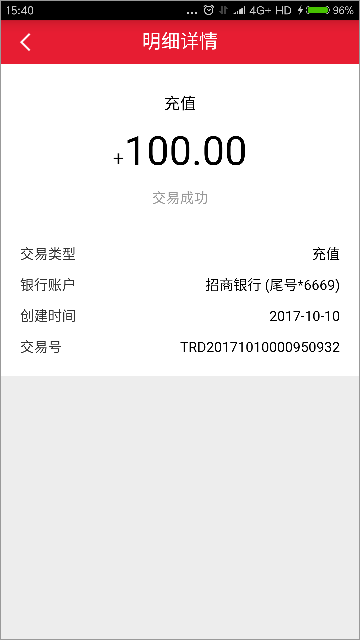 15:40 ... 4G+ HD 96%
明细详情
充值
+100.00
交易成功
交易类型 充值
银行账户 招商银行 (尾号*6669)
创建时间 2017-10-10
交易号 TRD20171010000950932